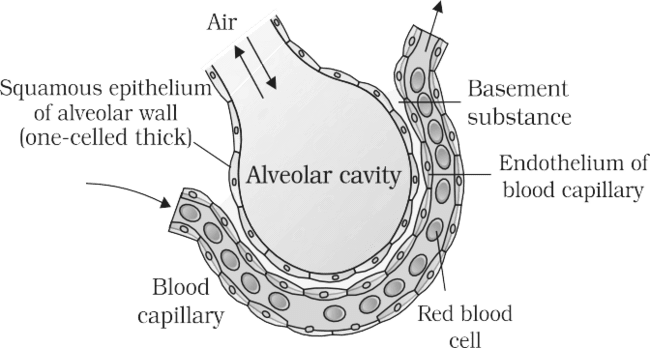 Air
Squamous epithelium
of alveolar wall
(one-celled thick)
Alveolar cavity
Basement
substance
Endothelium of
blood capillary
Blood
capillary
Red blood
cell